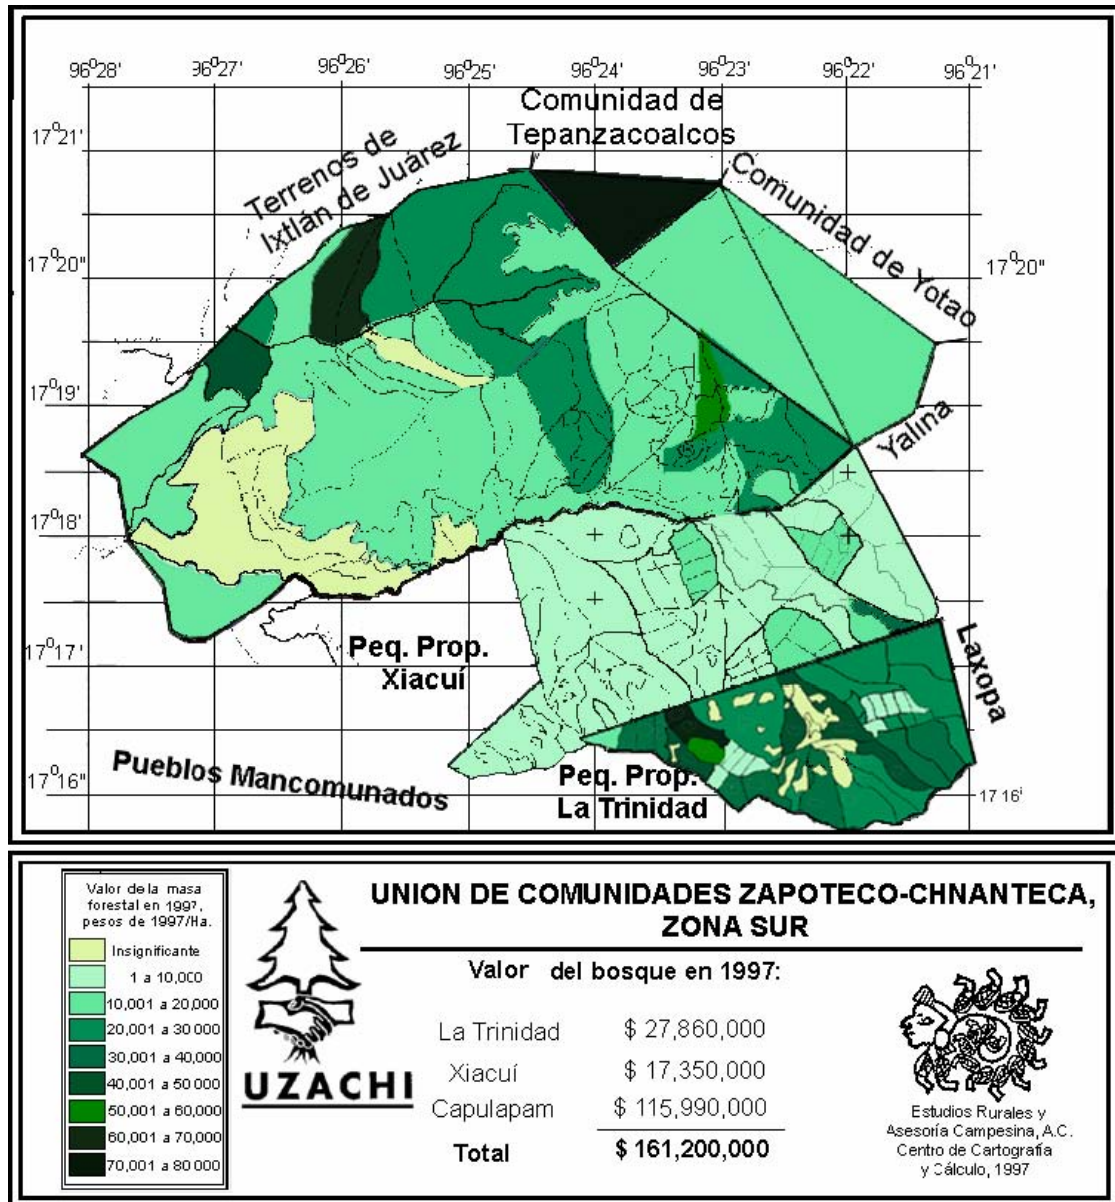 96°28' 96°27' 96°26' 96°25' 96°24' 96°23' 96°22' 96°21'
17°21'
17°20"
17°19'
17°18'
17°17'
17°16"
17°20"
17 16'
Comunidad de
Tepanzacoalcos
Terrenos de
Ixtlán de Juárez
Comunidad de Yotao
Yalina
Laxopa
Peq. Prop.
Xiacuí
Pueblos Mancomunados
Peq. Prop.
La Trinidad
Valor de la masa
forestal en 1997,
pesos de 1997/Ha.
Insignificante
1 a 10,000
10,001 a 20,000
20,001 a 30 000
30,001 a 40,000
40,001 a 50 000
50,001 a 60,000
60,001 a 70,000
70,001 a 80 000
UZACHI
UNION DE COMUNIDADES ZAPOTECO-CHNANTECA,
ZONA SUR
Valor del bosque en 1997:
La Trinidad $ 27,860,000
Xiacuí $ 17,350,000
Capulapam $ 115,990,000
Total $ 161,200,000
Estudios Rurales y
Asesoría Campesina, A.C.
Centro de Cartografía
y Cálculo, 1997